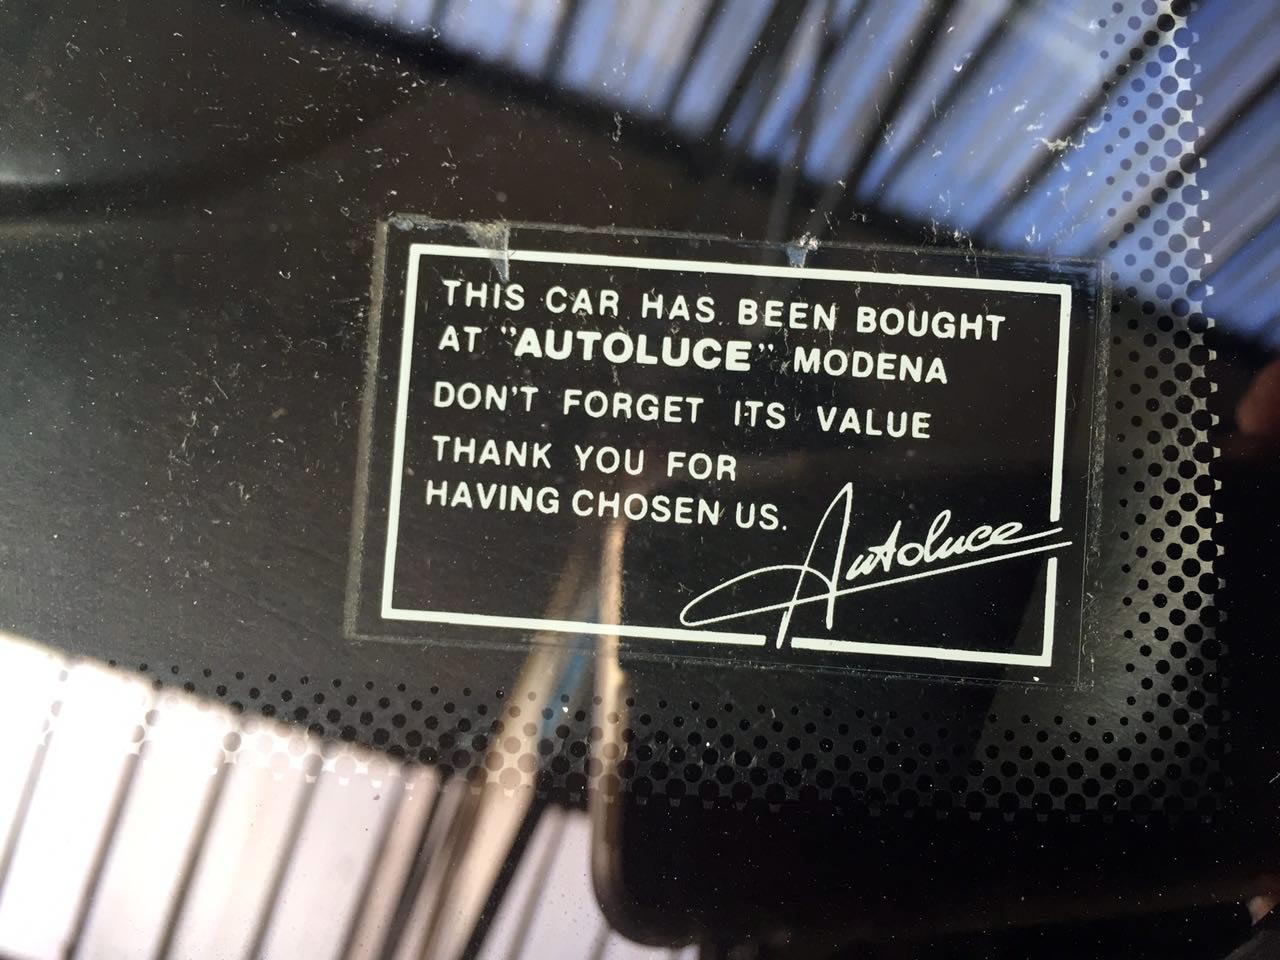 THIS CAR HAS BEEN BOUGHT
AT "AUTOLUCE" MODENA
DON'T FORGET ITS VALUE
THANK YOU FOR
HAVING CHOSEN US.
Autoluce